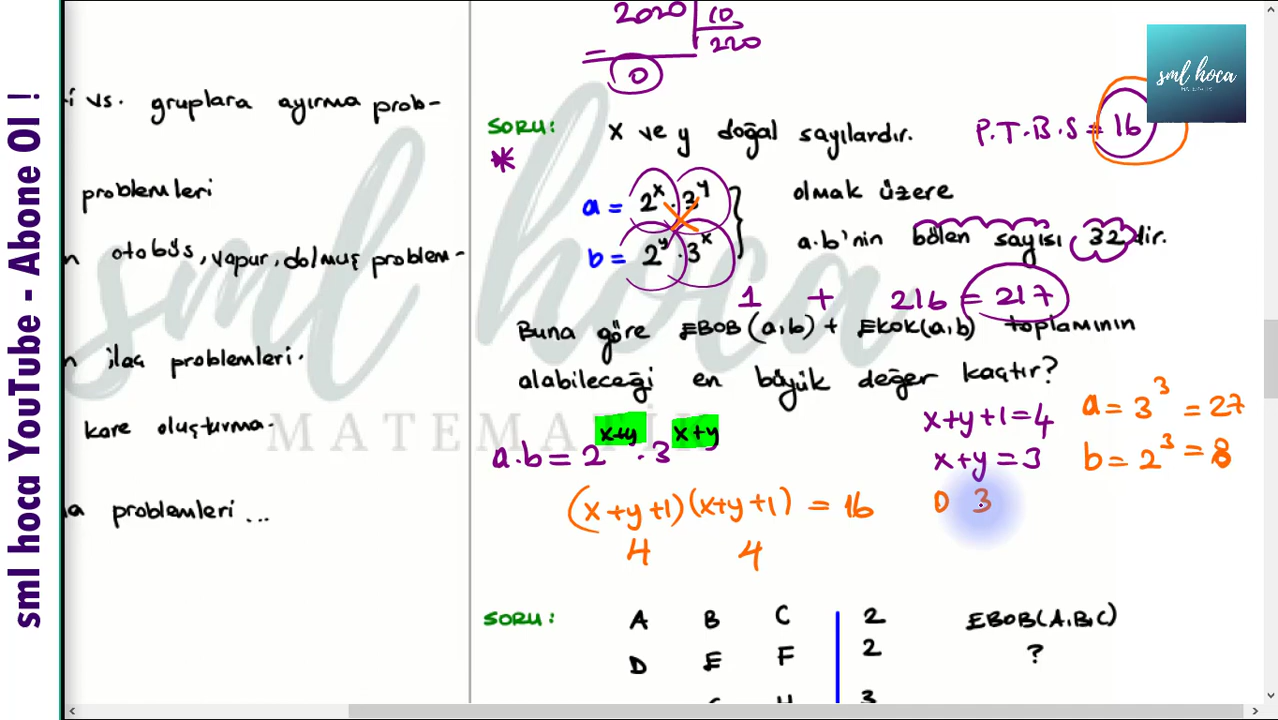 sml hoca YouTube - Abone Ol !
vs. gruplara ayırma prob-
problemleri
otobüs, vapur, dolmuş problem-
ilaç problemleri.
kare oluşturma.
problemleri ...
2020 | 10
220
0
sml hoca
SORU: x ve y doğal sayılardır. P.T.B.S = 16
*
a = 2^x . 3^y
b = 2^y . 3^x
olmak üzere
a.b'nin bölen sayısı 32 dir.
1 + 216 = 217
Buna göre EBOB(a,b) + EKOK(a,b) toplamının
alabileceği en büyük değer kaçtır?
sml hoca
MATEMATİK
a.b = 2^x+y . 3^x+y
(x+y+1)(x+y+1) = 16
4 4
x+y+1=4
x+y=3
0 3
a = 3^3 = 27
b = 2^3 = 8
SORU: A B C | 2 EBOB(A,B,C)
D E F | 2 ?
3